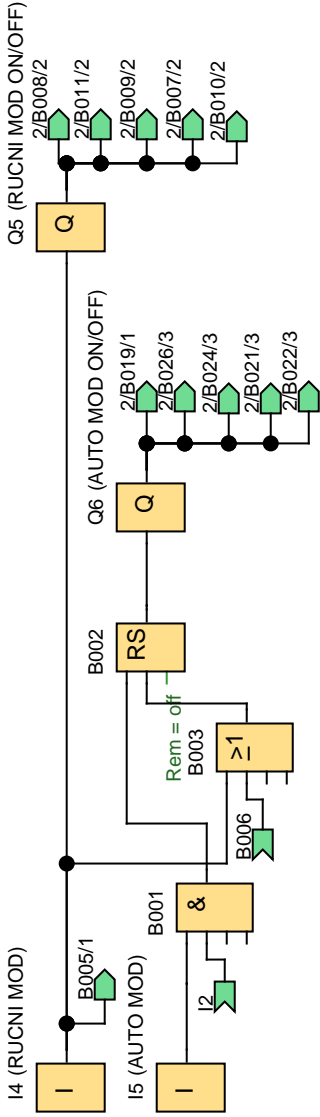 I4 (RUCNI MOD)
I
B005/1
I5 (AUTO MOD)
I
I2
B001
&
B006
B003
≥1
Rem = off
B002
RS
Q6 (AUTO MOD ON/OFF)
Q
2/B019/1
2/B026/3
2/B024/3
2/B021/3
2/B022/3
Q5 (RUCNI MOD ON/OFF)
Q
2/B008/2
2/B011/2
2/B009/2
2/B007/2
2/B010/2